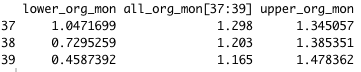 lower_org_mon all_org_mon[37:39] upper_org_mon
37 1.0471699 1.298 1.345057
38 0.7295259 1.203 1.385351
39 0.4587392 1.165 1.478362